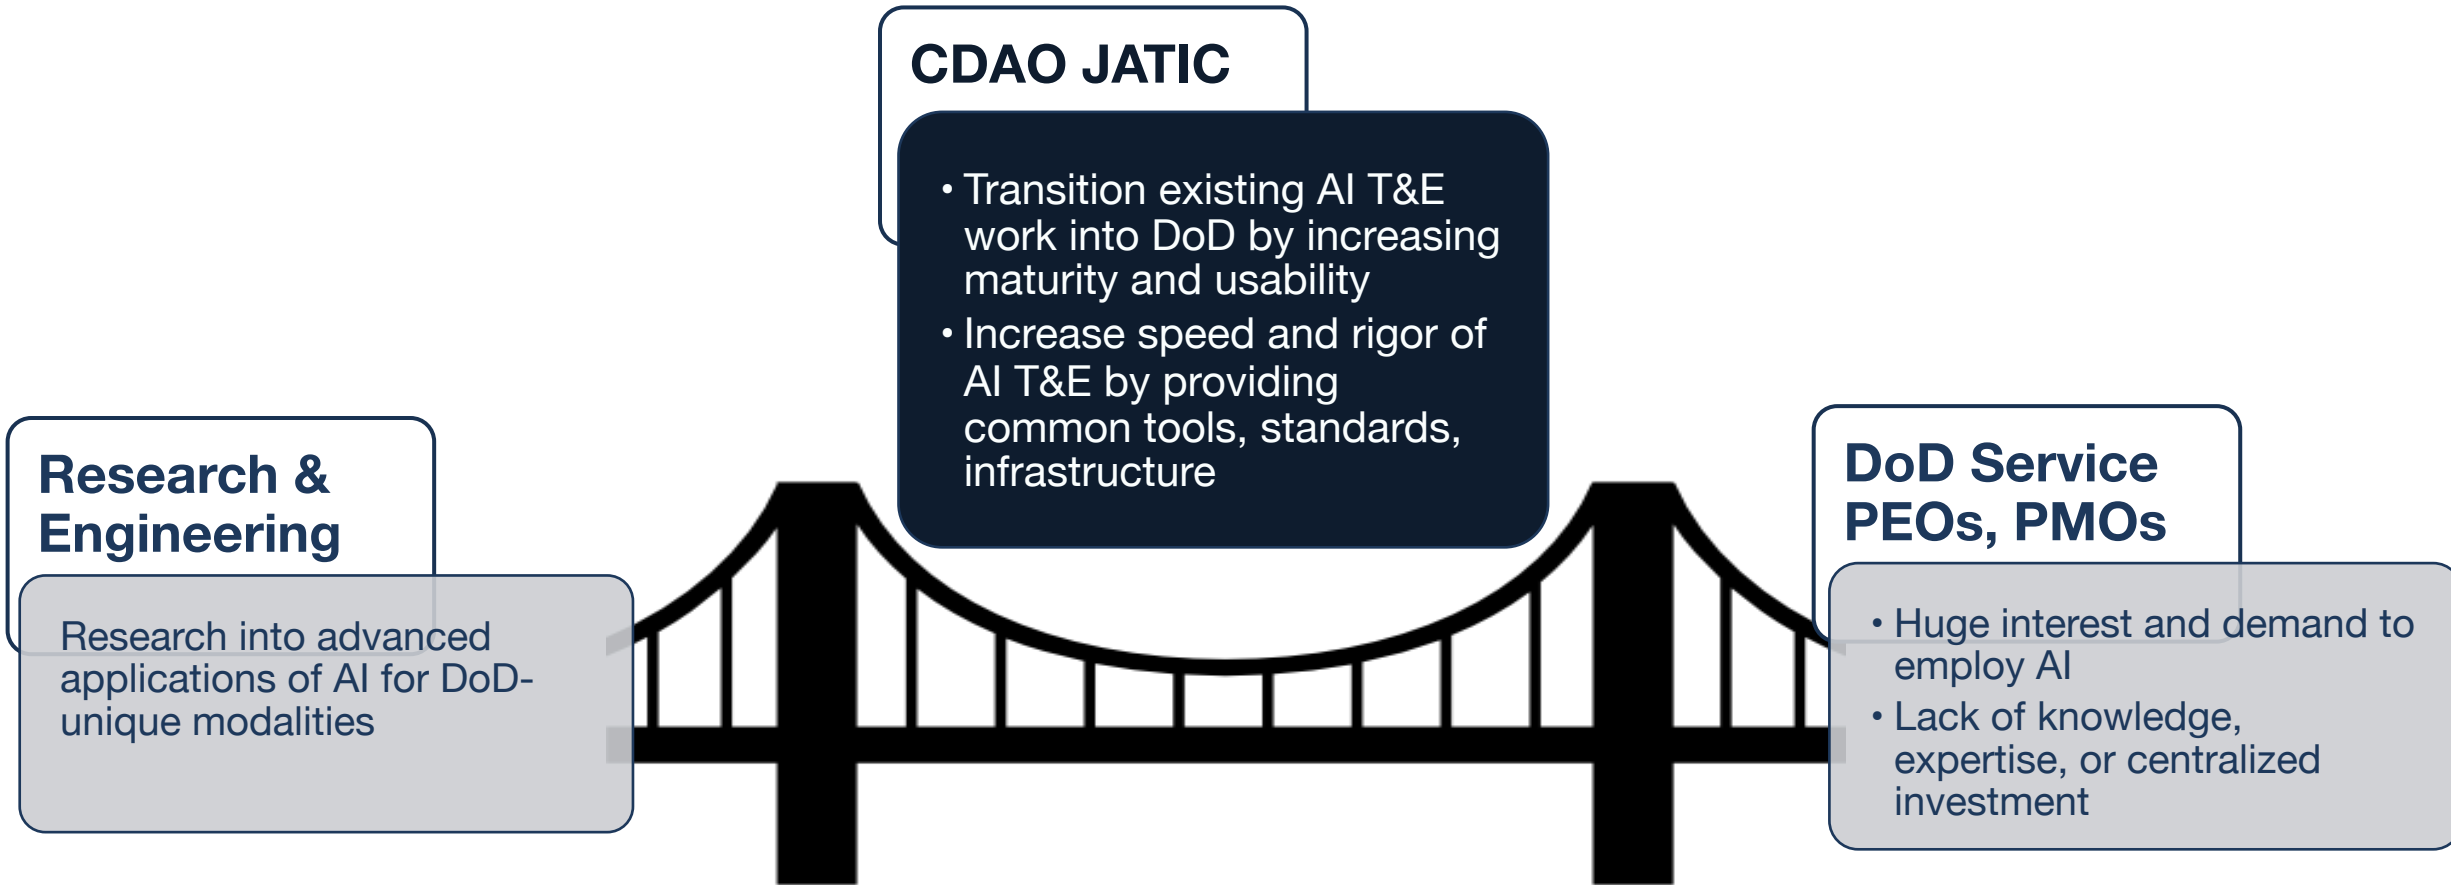 CDAO JATIC
• Transition existing AI T&E
work into DoD by increasing
maturity and usability
• Increase speed and rigor of
AI T&E by providing
common tools, standards,
infrastructure
Research &
Engineering
Research into advanced
applications of AI for DoD-
unique modalities
DoD Service
PEOs, PMOs
• Huge interest and demand to
employ AI
• Lack of knowledge,
expertise, or centralized
investment